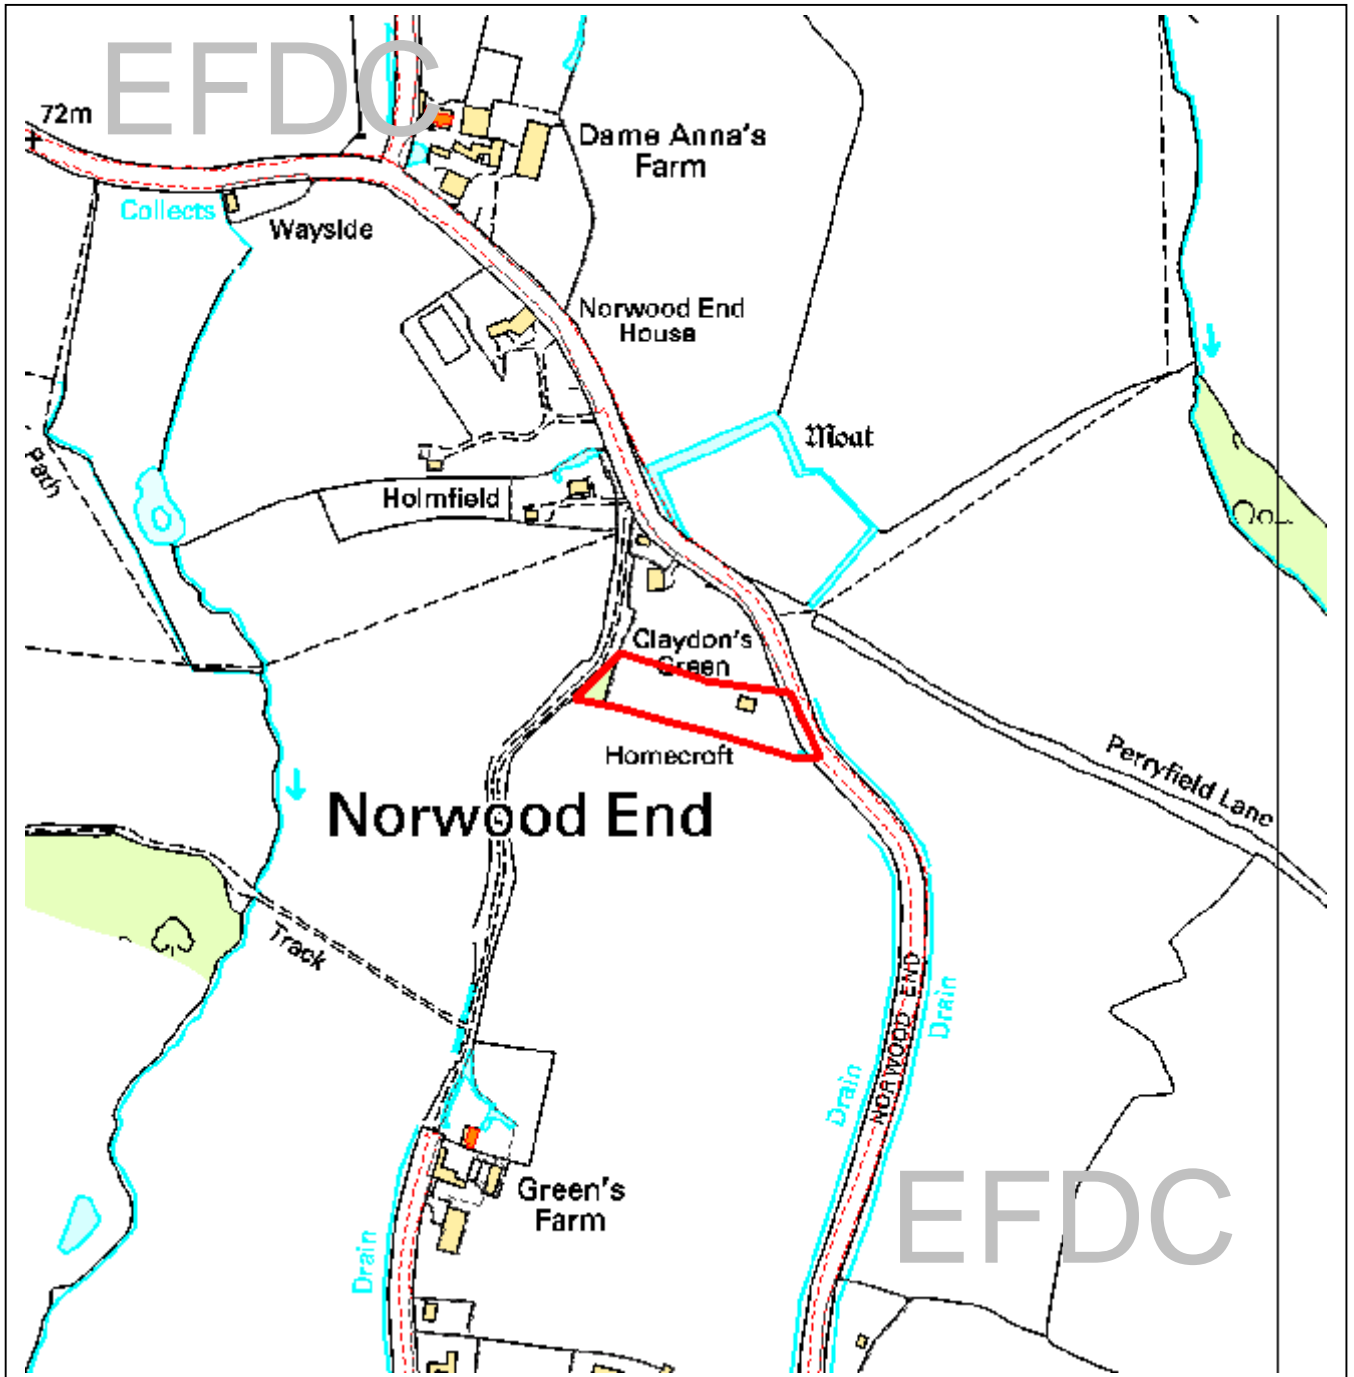 EFDC
72m
Dame Anna's
Farm
Collects
Wayside
Norwood End
House
Moat
Path
Holmfield
Claydon's
Green
Homecroft
Perryfield Lane
Norwood End
Track
NORWOOD END
Drain
Drain
Green's
Farm
EFDC
Drain